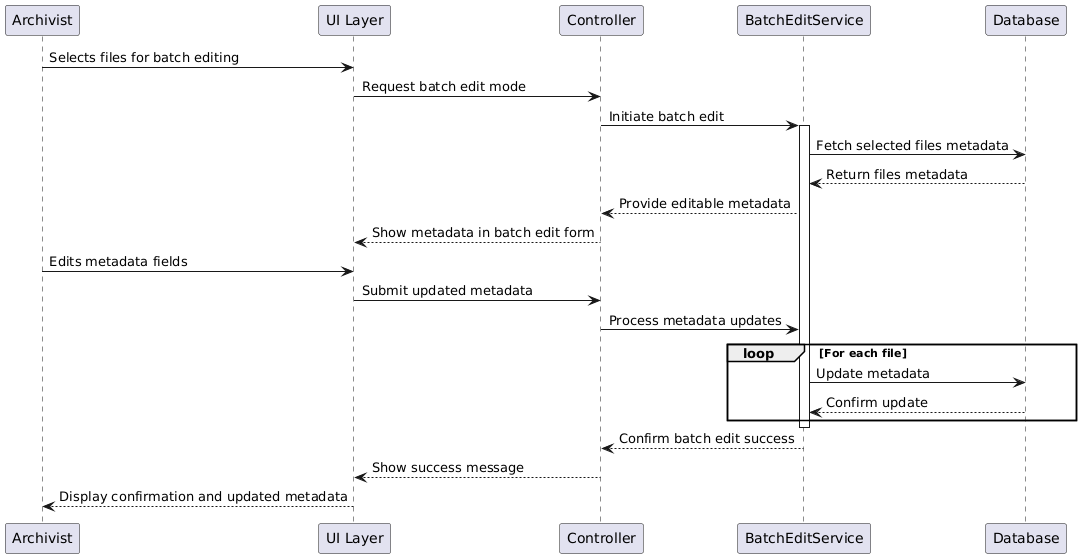 Archivist
UI Layer
Controller
BatchEditService
Database
Selects files for batch editing
Request batch edit mode
Initiate batch edit
Fetch selected files metadata
Return files metadata
Provide editable metadata
Show metadata in batch edit form
Edits metadata fields
Submit updated metadata
Process metadata updates
loop [For each file]
Update metadata
Confirm update
Confirm batch edit success
Show success message
Display confirmation and updated metadata
Archivist
UI Layer
Controller
BatchEditService
Database